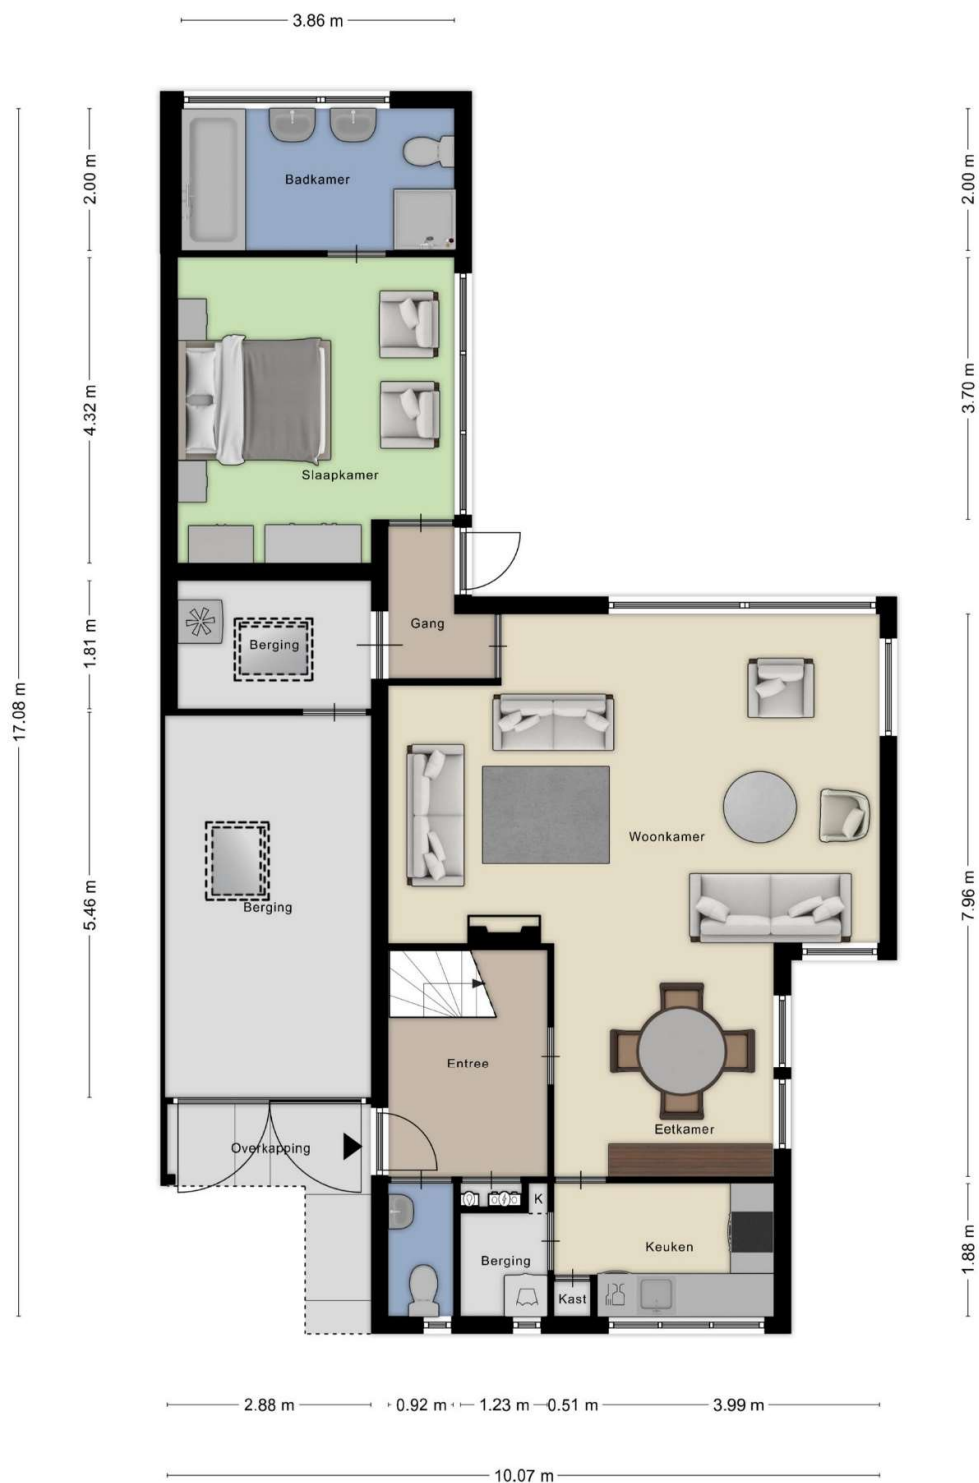 3.86 m
2.00 m
2.00 m
Badkamer
4.32 m
3.70 m
Slaapkamer
1.81 m
Gang
Berging
17.08 m
Woonkamer
5.46 m
Berging
7.96 m
Entree
Eetkamer
Overkapping
K
1.88 m
Keuken
Berging
Kast
2.88 m
0.92 m
1.23 m
0.51 m
3.99 m
10.07 m